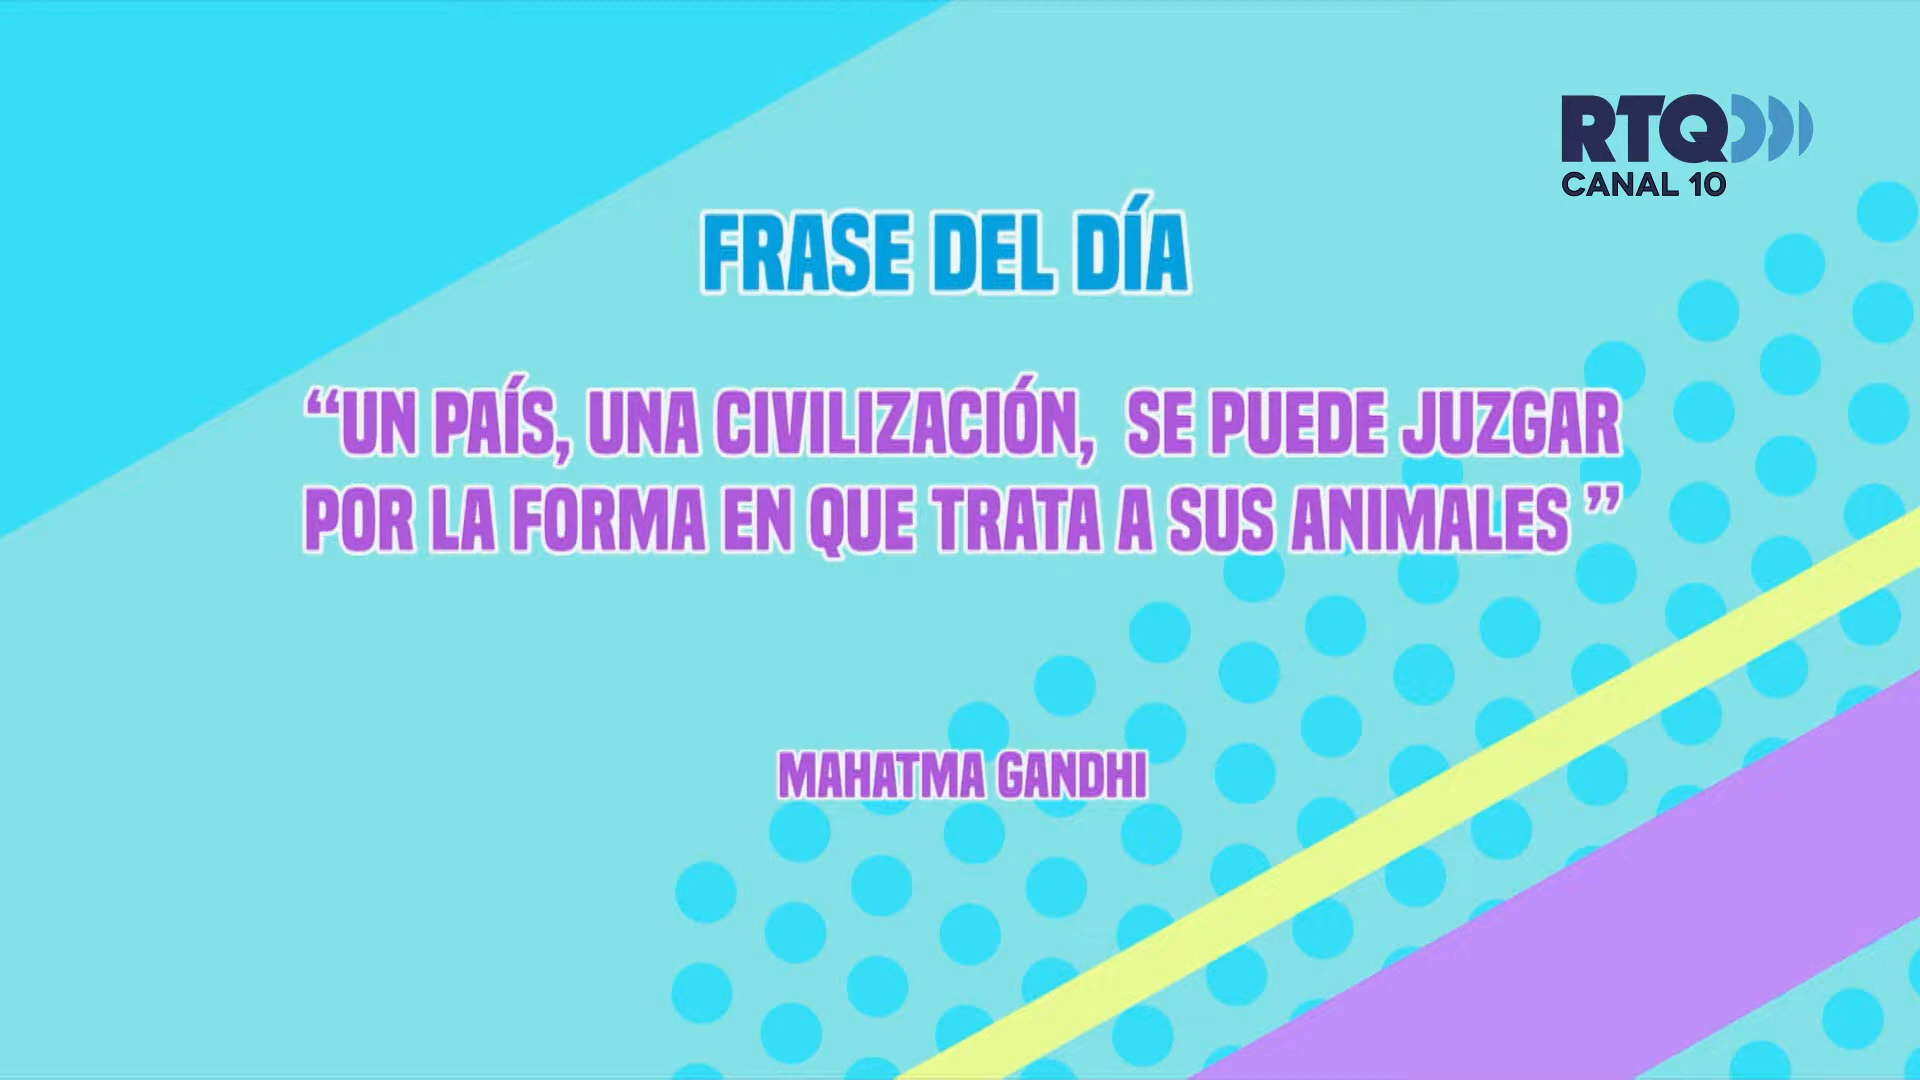 RTQ
CANAL 10
FRASE DEL DÍA
“UN PAÍS, UNA CIVILIZACIÓN, SE PUEDE JUZGAR
POR LA FORMA EN QUE TRATA A SUS ANIMALES ”
MAHATMA GANDHI